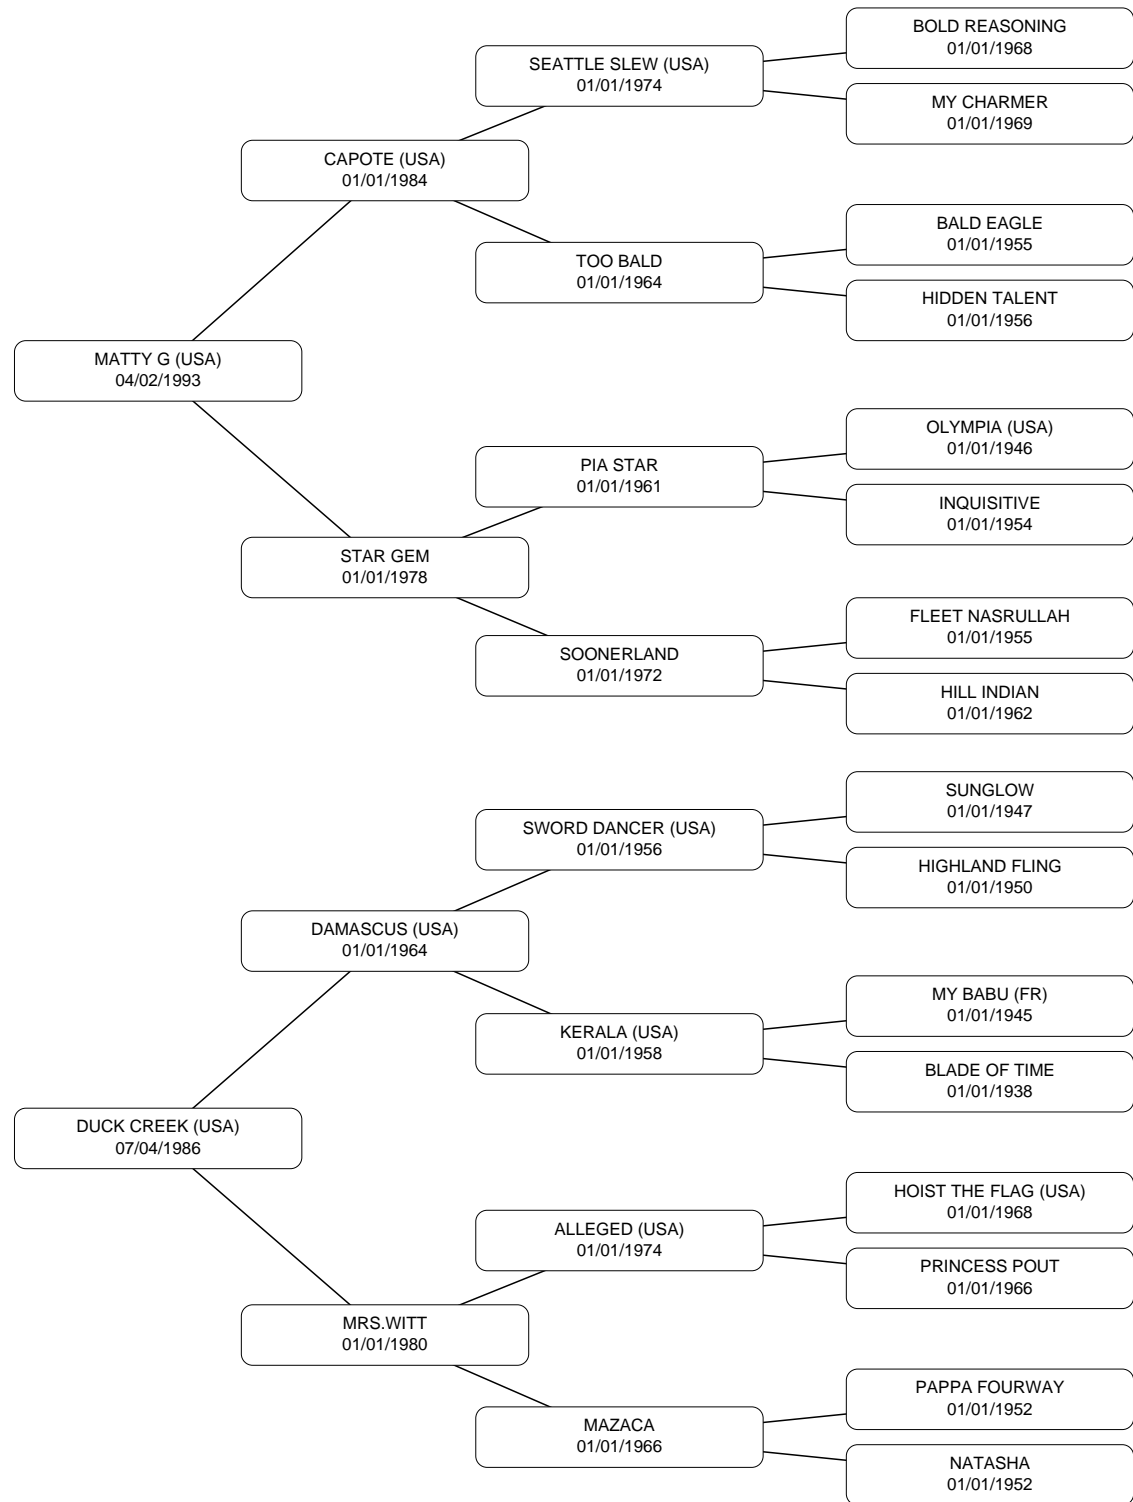 BOLD REASONING
01/01/1968
SEATTLE SLEW (USA)
01/01/1974
MY CHARMER
01/01/1969
CAPOTE (USA)
01/01/1984
BALD EAGLE
01/01/1955
TOO BALD
01/01/1964
HIDDEN TALENT
01/01/1956
MATTY G (USA)
04/02/1993
OLYMPIA (USA)
01/01/1946
PIA STAR
01/01/1961
INQUISITIVE
01/01/1954
STAR GEM
01/01/1978
FLEET NASRULLAH
01/01/1955
SOONERLAND
01/01/1972
HILL INDIAN
01/01/1962
SUNGLOW
01/01/1947
SWORD DANCER (USA)
01/01/1956
HIGHLAND FLING
01/01/1950
DAMASCUS (USA)
01/01/1964
MY BABU (FR)
01/01/1945
KERALA (USA)
01/01/1958
BLADE OF TIME
01/01/1938
DUCK CREEK (USA)
07/04/1986
HOIST THE FLAG (USA)
01/01/1968
ALLEGED (USA)
01/01/1974
PRINCESS POUT
01/01/1966
MRS.WITT
01/01/1980
PAPPA FOURWAY
01/01/1952
MAZACA
01/01/1966
NATASHA
01/01/1952